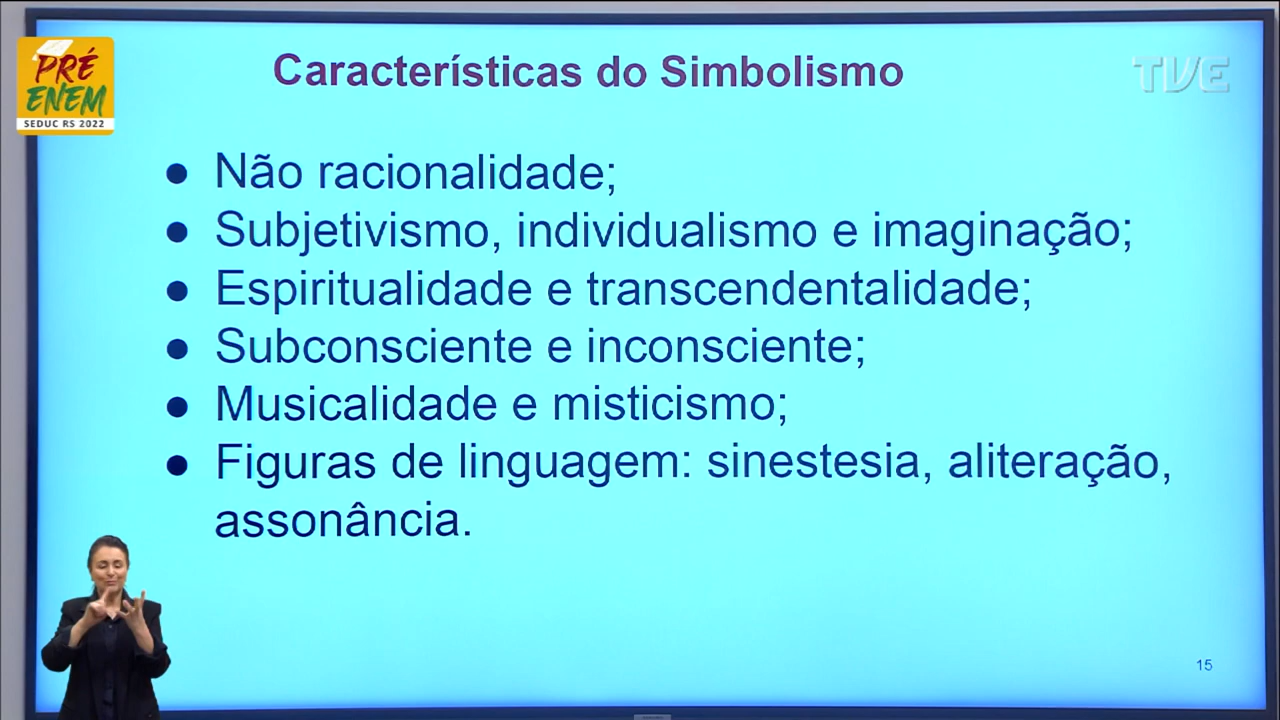 PRÉ
ENEM
SEDUC RS 2022
Características do Simbolismo
TVE
● Não racionalidade;
● Subjetivismo, individualismo e imaginação;
● Espiritualidade e transcendentalidade;
● Subconsciente e inconsciente;
● Musicalidade e misticismo;
● Figuras de linguagem: sinestesia, aliteração,
assonância.
15